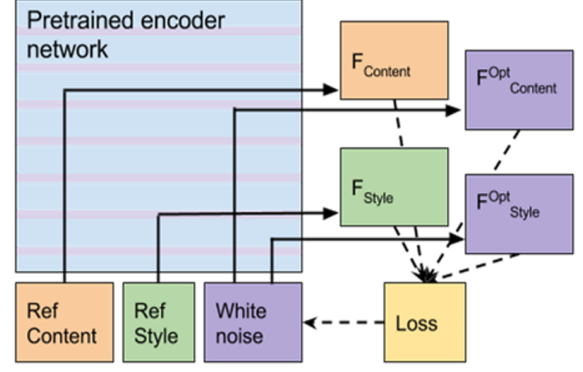 Pretrained encoder
network
F Content
F Opt Content
F Style
F Opt Style
Ref
Content
Ref
Style
White
noise
Loss